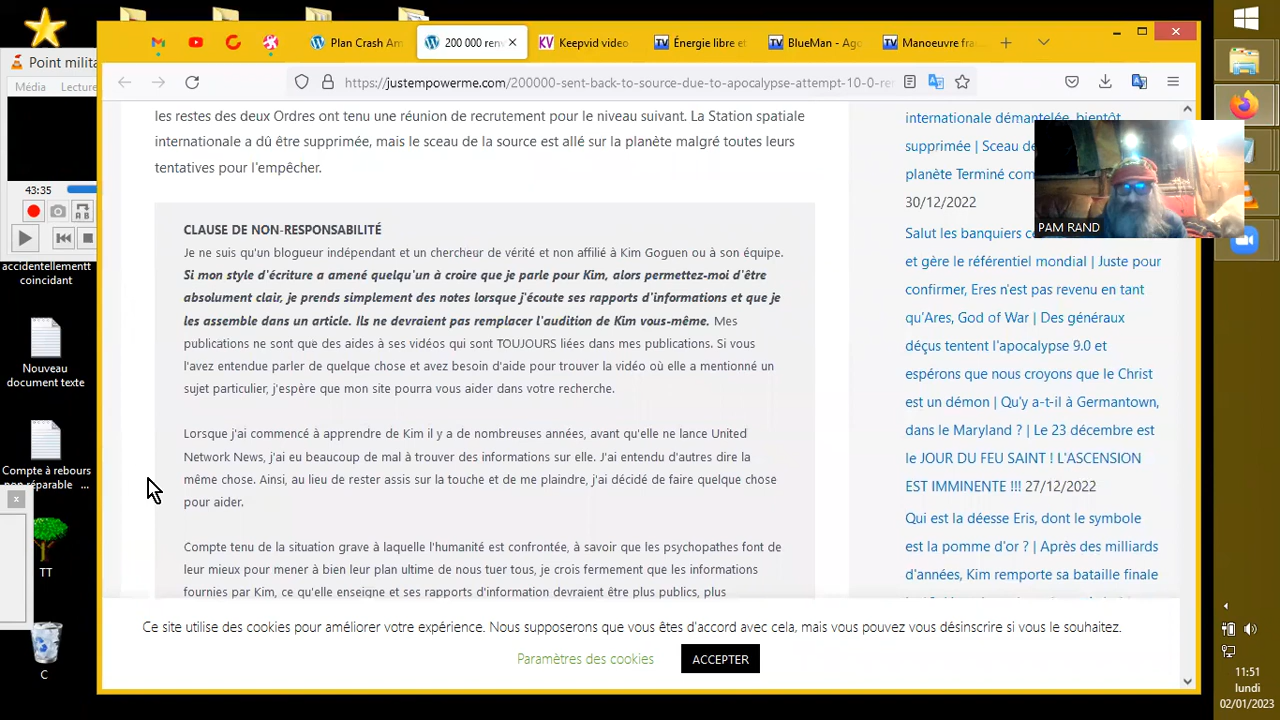 Point milita
Média Lecture
43:35
accidentellementt
coincidant
Nouveau
document texte
Compte à rebours
non réparable ...
TT
C
Plan Crash Am
200 000 renv
Keepvid video
Énergie libre et
BlueMan - Ago
Manoeuvre fra
https://justempowerme.com/200000-sent-back-to-source-due-to-apocalypse-attempt-10-0-rer
les restes des deux Ordres ont tenu une réunion de recrutement pour le niveau suivant. La Station spatiale
internationale a dû être supprimée, mais le sceau de la source est allé sur la planète malgré toutes leurs
tentatives pour l'empêcher.
CLAUSE DE NON-RESPONSABILITÉ
Je ne suis qu'un blogueur indépendant et un chercheur de vérité et non affilié à Kim Goguen ou à son équipe.
Si mon style d'écriture a amené quelqu'un à croire que je parle pour Kim, alors permettez-moi d'être
absolument clair, je prends simplement des notes lorsque j'écoute ses rapports d'informations et que je
les assemble dans un article. Ils ne devraient pas remplacer l'audition de Kim vous-même. Mes
publications ne sont que des aides à ses vidéos qui sont TOUJOURS liées dans mes publications. Si vous
l'avez entendue parler de quelque chose et avez besoin d'aide pour trouver la vidéo où elle a mentionné un
sujet particulier, j'espère que mon site pourra vous aider dans votre recherche.
Lorsque j'ai commencé à apprendre de Kim il y a de nombreuses années, avant qu'elle ne lance United
Network News, j'ai eu beaucoup de mal à trouver des informations sur elle. J'ai entendu d'autres dire la
même chose. Ainsi, au lieu de rester assis sur la touche et de me plaindre, j'ai décidé de faire quelque chose
pour aider.
Compte tenu de la situation grave à laquelle l'humanité est confrontée, à savoir que les psychopathes font de
leur mieux pour mener à bien leur plan ultime de nous tuer tous, je crois fermement que les informations
fournies par Kim, ce qu'elle enseigne et ses rapports d'information devraient être plus publics, plus
internationale démantelée, bientôt
supprimée | Sceau de
planète Terminé com
30/12/2022
Salut les banquiers ce
et gère le référentiel mondial | Juste pour
confirmer, Eres n'est pas revenu en tant
qu'Ares, God of War | Des généraux
déçus tentent l'apocalypse 9.0 et
espérons que nous croyons que le Christ
est un démon | Qu'y a-t-il à Germantown,
dans le Maryland ? | Le 23 décembre est
le JOUR DU FEU SAINT ! L'ASCENSION
EST IMMINENTE !!! 27/12/2022
Qui est la déesse Eris, dont le symbole
est la pomme d'or ? | Après des milliards
d'années, Kim remporte sa bataille finale
PAM RAND
Ce site utilise des cookies pour améliorer votre expérience. Nous supposerons que vous êtes d'accord avec cela, mais vous pouvez vous désinscrire si vous le souhaitez.
Paramètres des cookies
ACCEPTER
11:51
lundi
02/01/2023